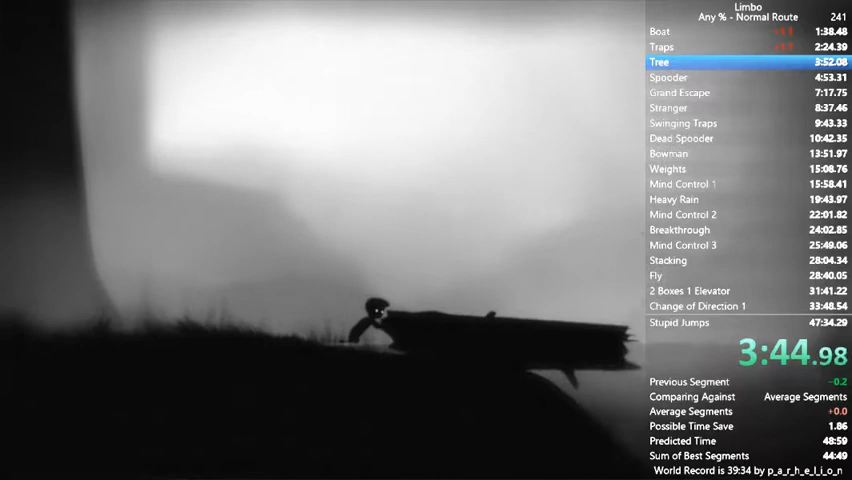 Limbo
Any % - Normal Route 241
Boat 1:38.48
Traps 2:24.39
Tree 3:52.08
Spooder 4:53.31
Grand Escape 7:17.75
Stranger 8:37.46
Swinging Traps 9:43.33
Dead Spooder 10:42.35
Bowman 13:51.97
Weights 15:08.76
Mind Control 1 15:58.41
Heavy Rain 19:43.97
Mind Control 2 22:01.82
Breakthrough 24:02.85
Mind Control 3 25:49.06
Stacking 28:04.34
Fly 28:40.05
2 Boxes 1 Elevator 31:41.22
Change of Direction 1 33:48.54
Stupid Jumps 47:34.29
3:44.98
Previous Segment -0.2
Comparing Against Average Segments
Average Segments +0.0
Possible Time Save 1.86
Predicted Time 48:59
Sum of Best Segments 44:49
World Record is 39:34 by p_a_r_h_e_l_i_o_n